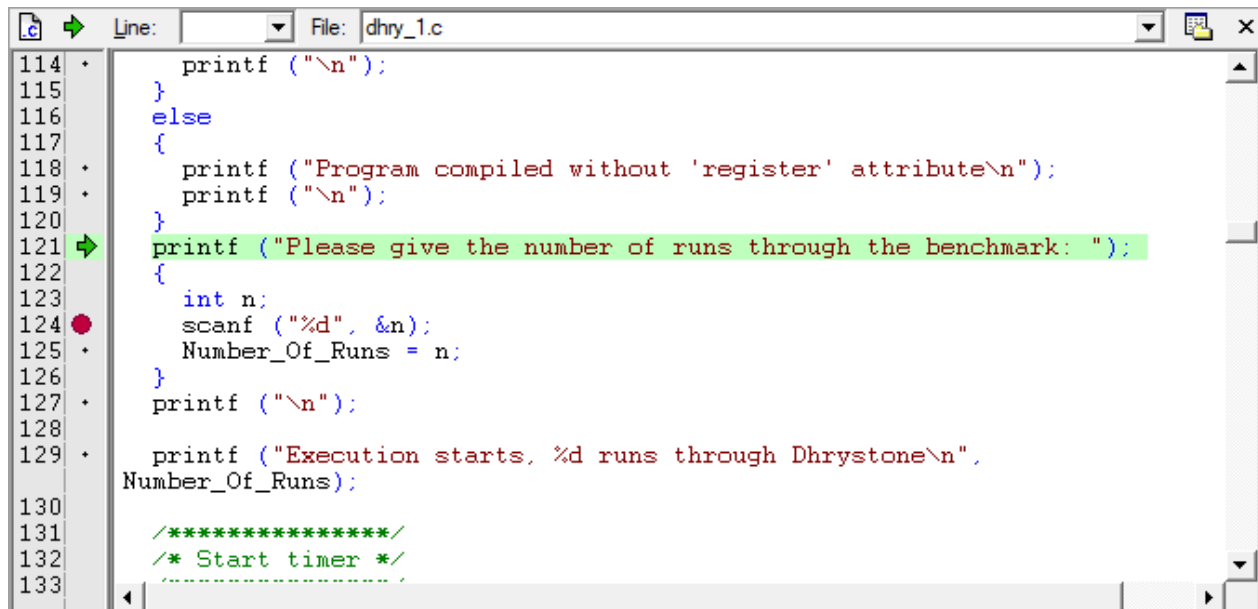 .c Line: File: dhry_1.c
114 printf ("\n");
115 }
116 else
117 {
118 printf ("Program compiled without 'register' attribute\n");
119 printf ("\n");
120 }
121 printf ("Please give the number of runs through the benchmark: ");
122 {
123 int n;
124 scanf ("%d", &n);
125 Number_Of_Runs = n;
126 }
127 printf ("\n");
128
129 printf ("Execution starts, %d runs through Dhrystone\n",
Number_Of_Runs);
130
131 /***************/
132 /* Start timer */
133